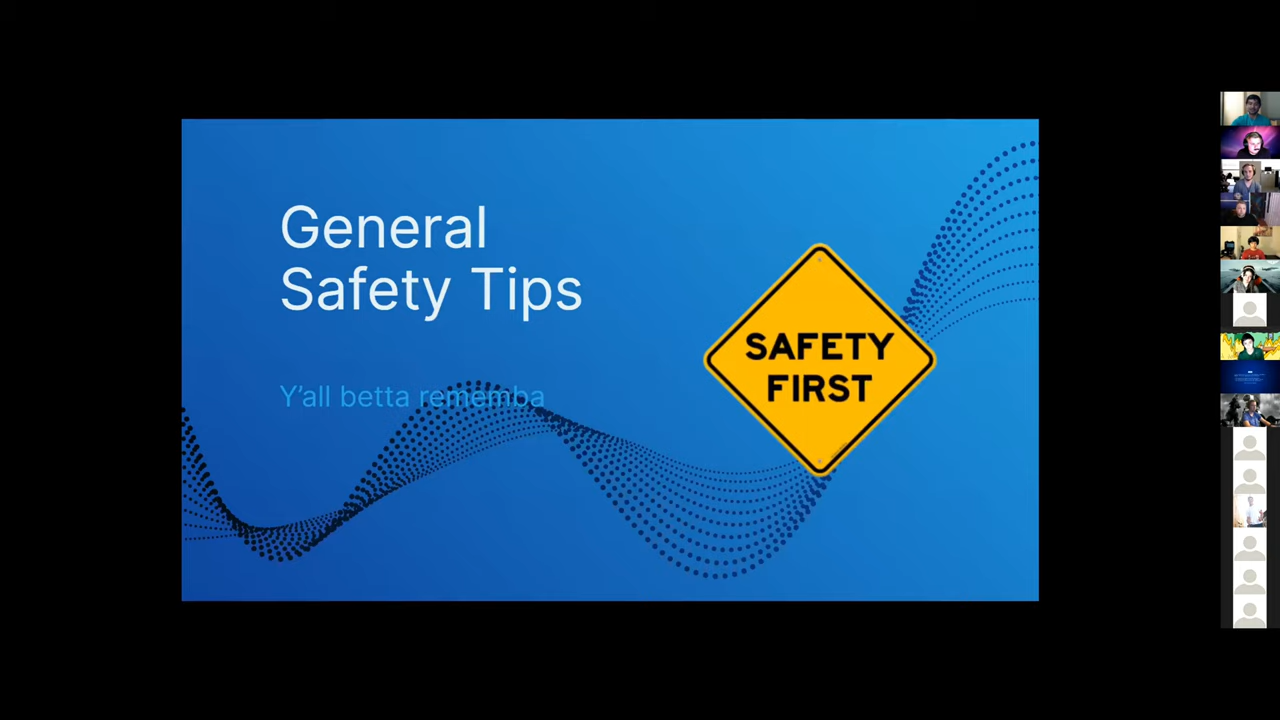 General
Safety Tips
Y’all betta rememba
SAFETY
FIRST